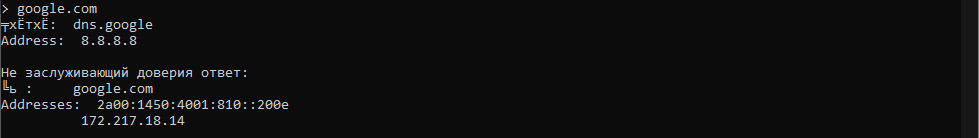 > google.com
╤хЁтхЁ:  dns.google
Address:  8.8.8.8
Не заслуживающий доверия ответ:
╚ь :     google.com
Addresses:  2a00:1450:4001:810::200e
172.217.18.14